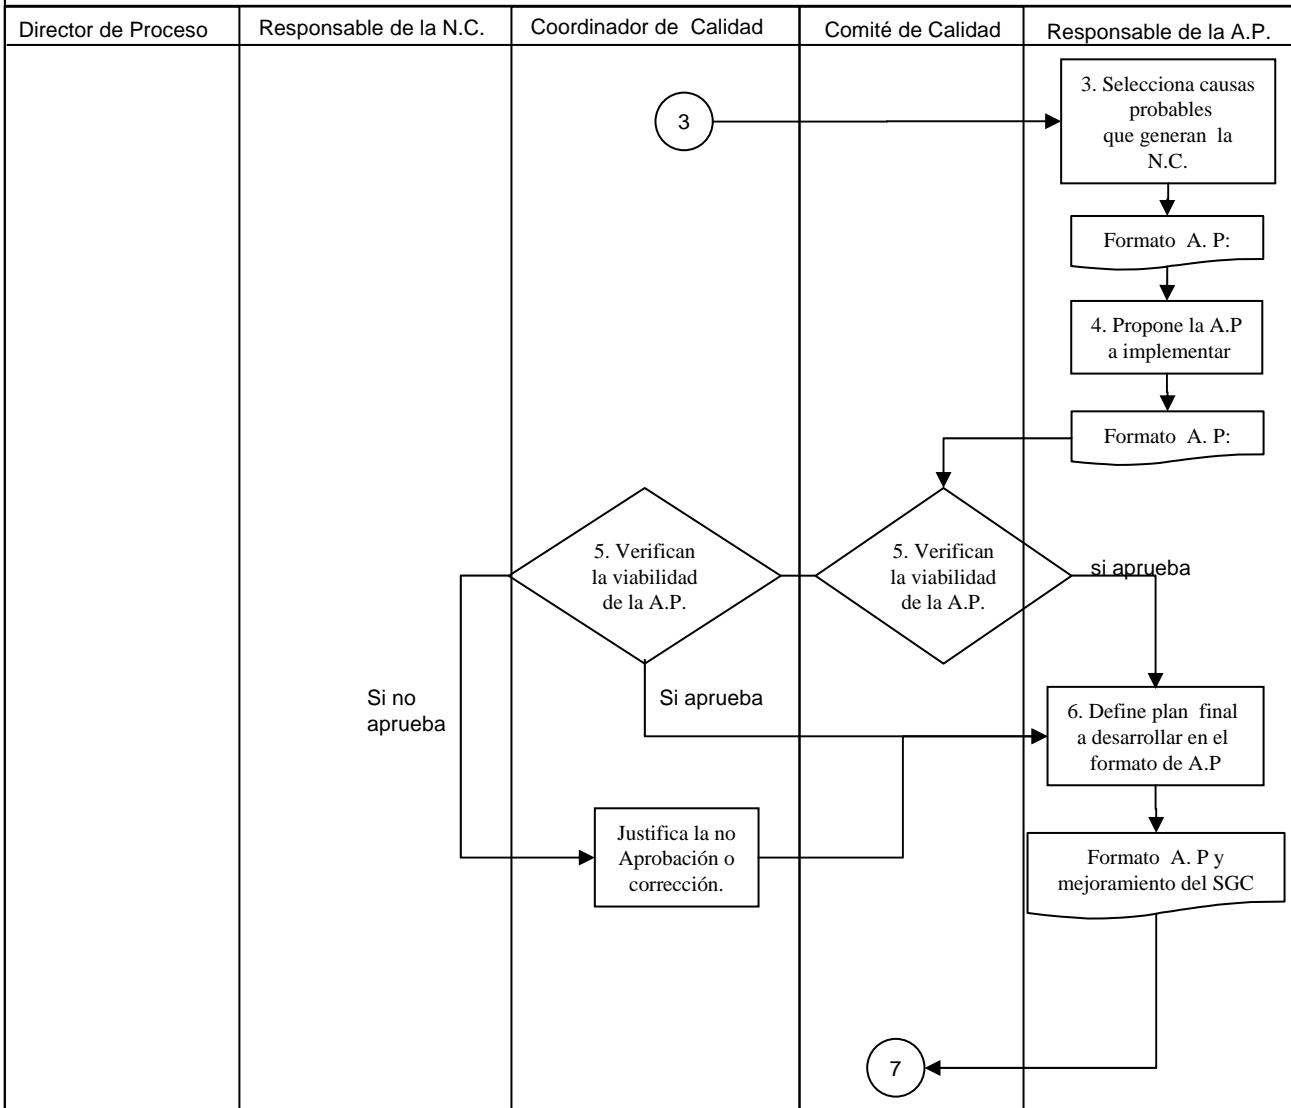 Director de Proceso
Responsable de la N.C.
Coordinador de Calidad
Comité de Calidad
Responsable de la A.P.
3
3. Selecciona causas
probables
que generan la
N.C.
Formato A. P:
4. Propone la A.P
a implementar
Formato A. P:
5. Verifican
la viabilidad
de la A.P.
5. Verifican
la viabilidad
de la A.P.
si aprueba
Si no
aprueba
Si aprueba
6. Define plan final
a desarrollar en el
formato de A.P
Justifica la no
Aprobación o
corrección.
Formato A. P y
mejoramiento del SGC
7